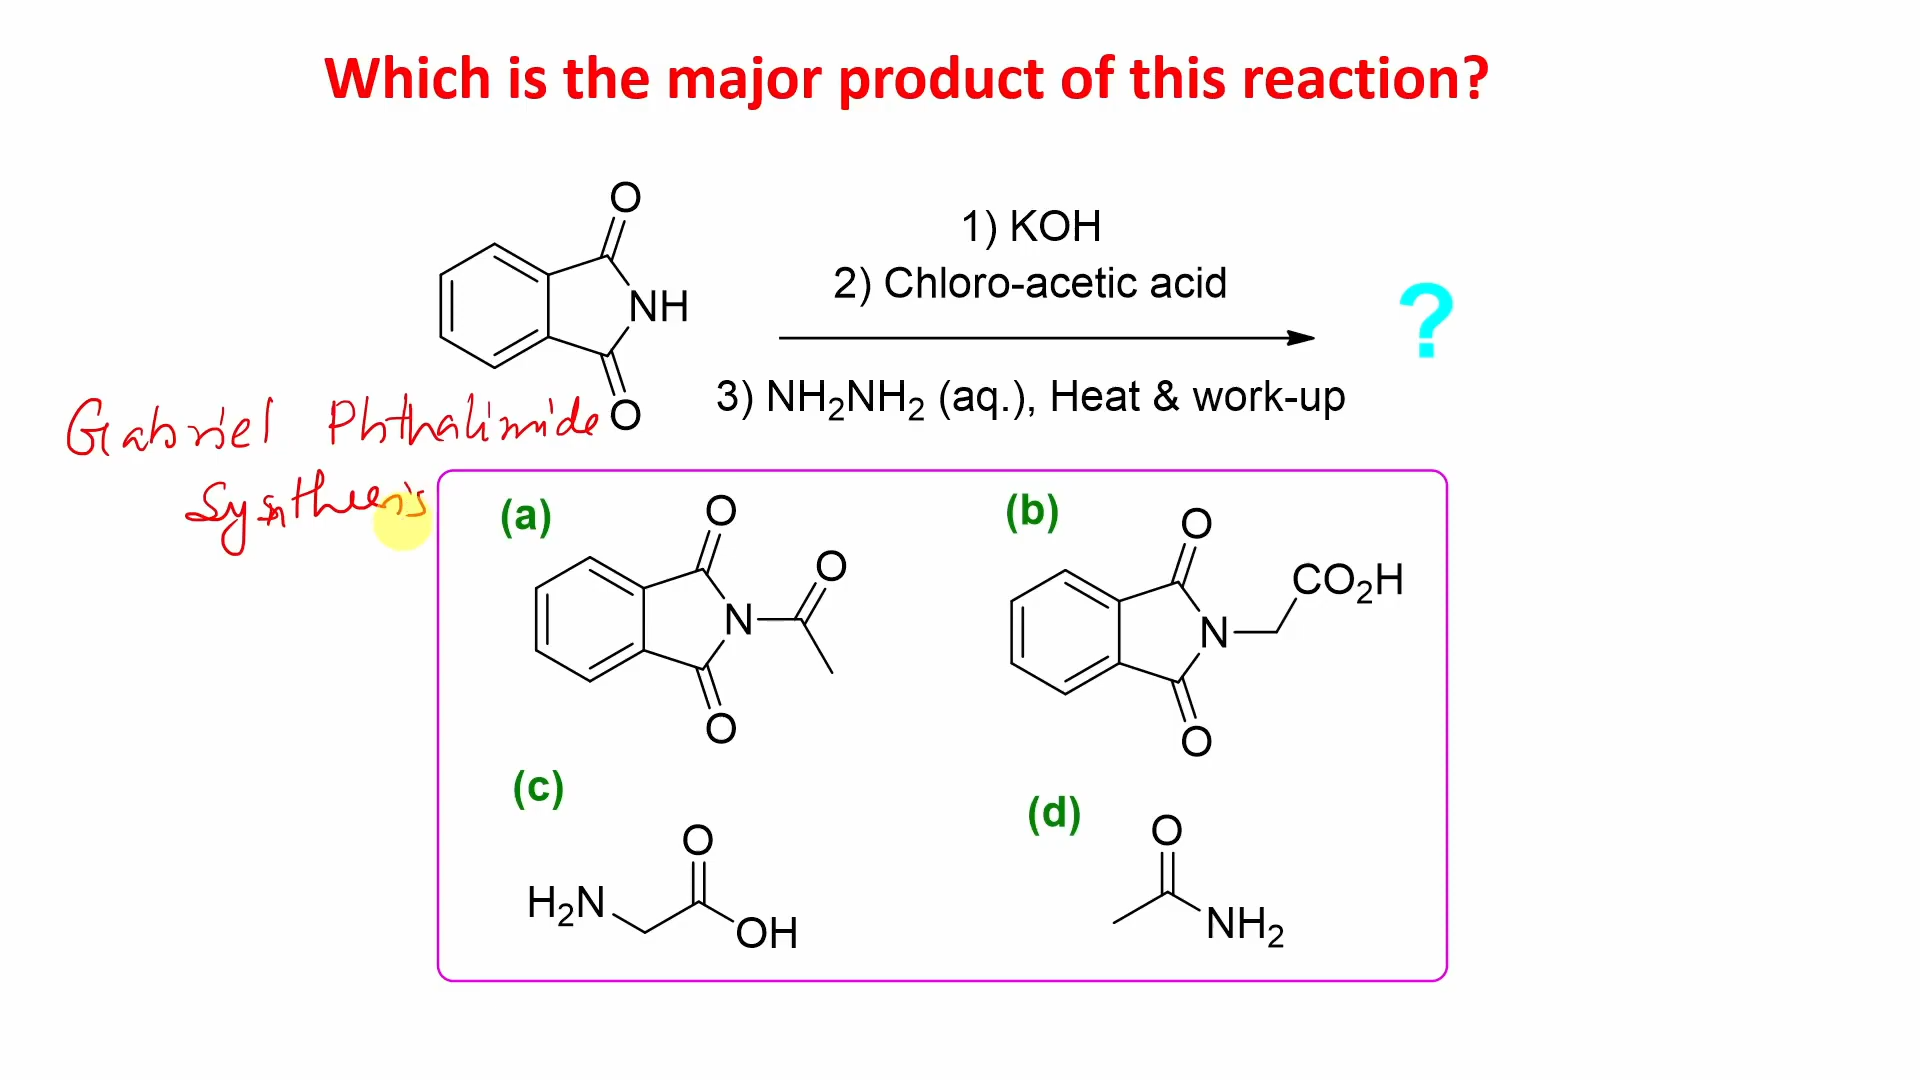 Which is the major product of this reaction?
O
NH
O
1) KOH
2) Chloro-acetic acid
3) NH2NH2 (aq.), Heat & work-up
?
Gabriel Phthalimide
Synthesis
(a)
O
N
O
O
(b)
O
N
CO2H
O
(c)
H2N
O
OH
(d)
O
NH2